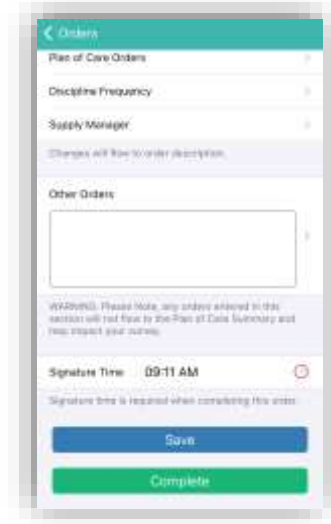 Orders
Plan of Care Orders
Discipline Frequency
Supply Manager
Changes will flow to order description.
Other Orders
WARNING: Please Note, any orders entered in this
section will not flow to the Plan of Care Summary and
may impact your survey.
Signature Time 09:11 AM
Signature time is required when completing this order.
Save
Complete